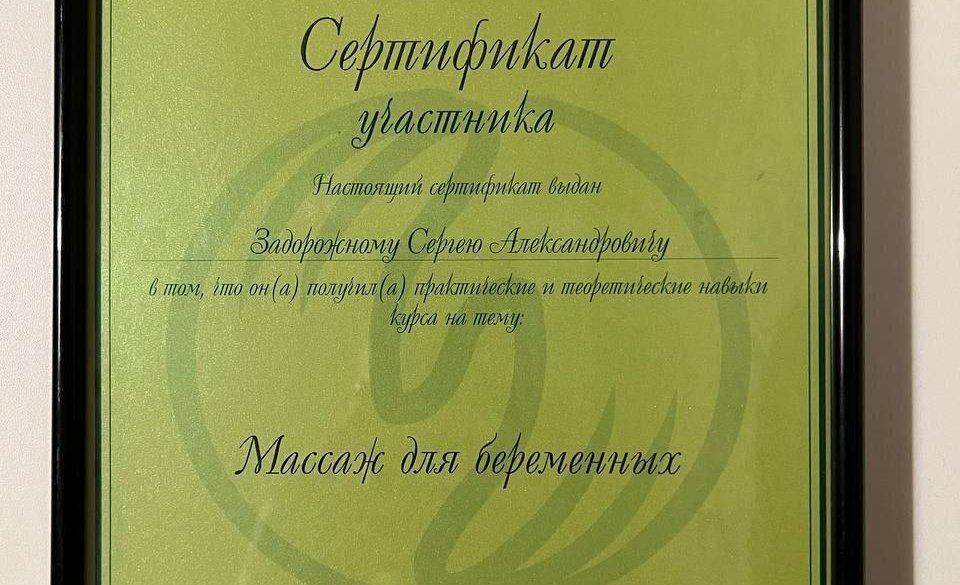 Сертификат
участника
Настоящий сертификат выдан
Задорожному Сергею Александровичу
в том, что он(а) получил(а) практические и теоретические навыки
курса на тему:
Массаж для беременных